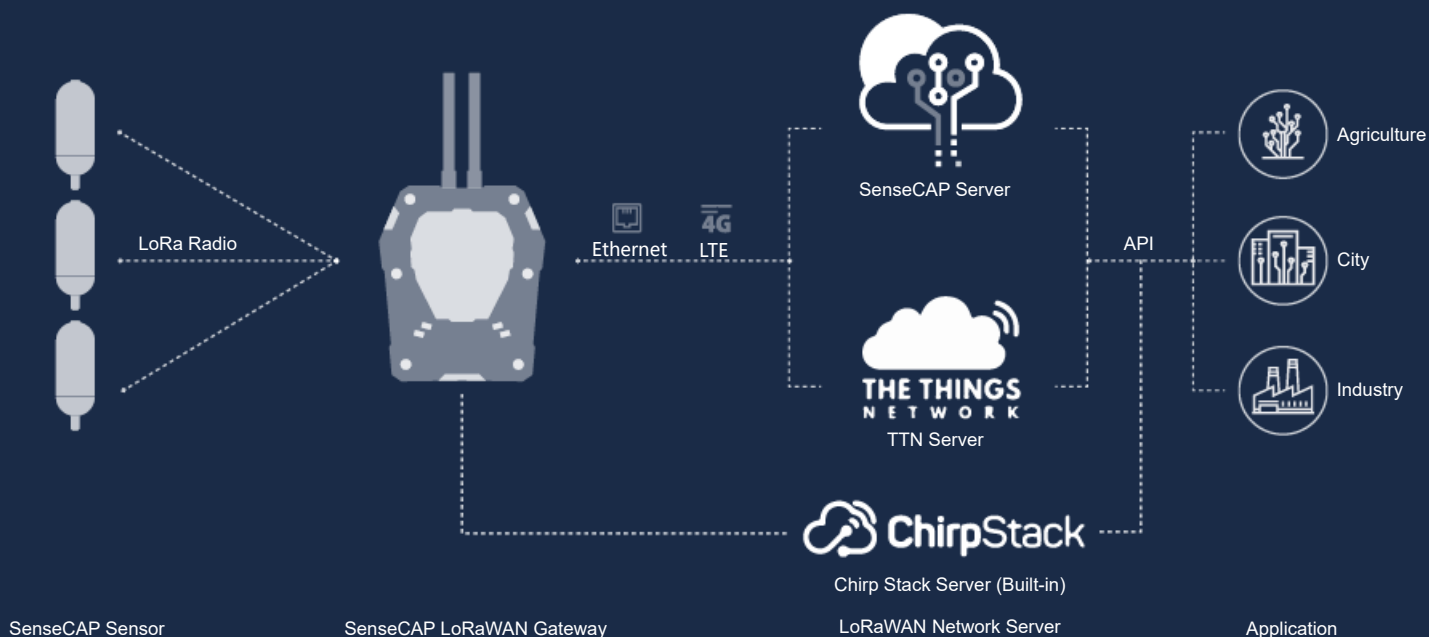 SenseCAP Server
Agriculture
LoRa Radio
Ethernet
4G
LTE
API
City
THE THINGS
NETWORK
TTN Server
Industry
ChirpStack
Chirp Stack Server (Built-in)
SenseCAP Sensor
SenseCAP LoRaWAN Gateway
LoRaWAN Network Server
Application